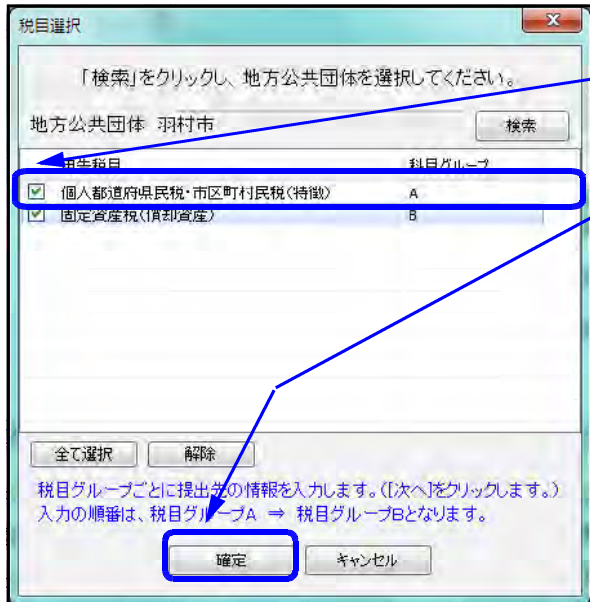 税目選択
「検索」をクリックし、地方公共団体を選択してください。
地方公共団体 羽村市 検索
申告税目 科目グループ
個人都道府県民税・市区町村民税(特徴) A
固定資産税(償却資産) B
全て選択 解除
税目グループごとに提出先の情報を入力します。([次へ]をクリックします。)
入力の順番は、税目グループA ⇒ 税目グループBとなります。
確定 キャンセル